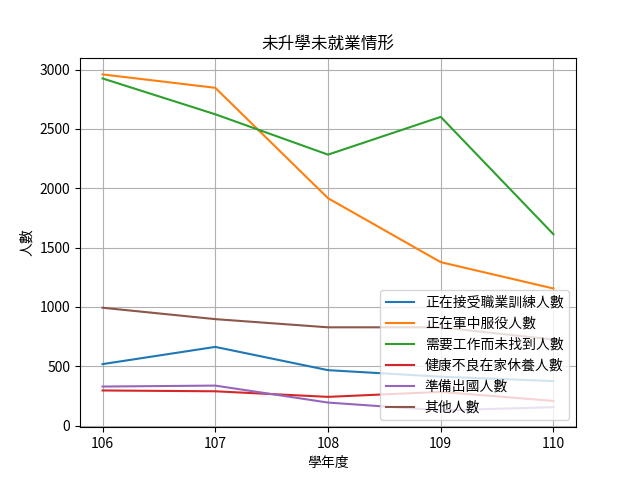 未升學未就業情形
3000
2500
2000
1500
1000
500
0
人數
106 107 108 109 110
學年度
正在接受職業訓練人數
正在軍中服役人數
需要工作而未找到人數
健康不良在家休養人數
準備出國人數
其他人數